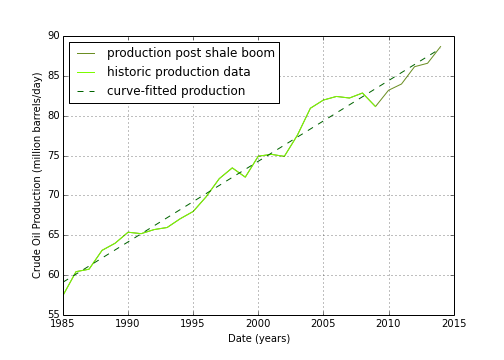 90
85
80
75
70
65
60
55
Crude Oil Production (million barrels/day)
production post shale boom
historic production data
curve-fitted production
1985 1990 1995 2000 2005 2010 2015
Date (years)